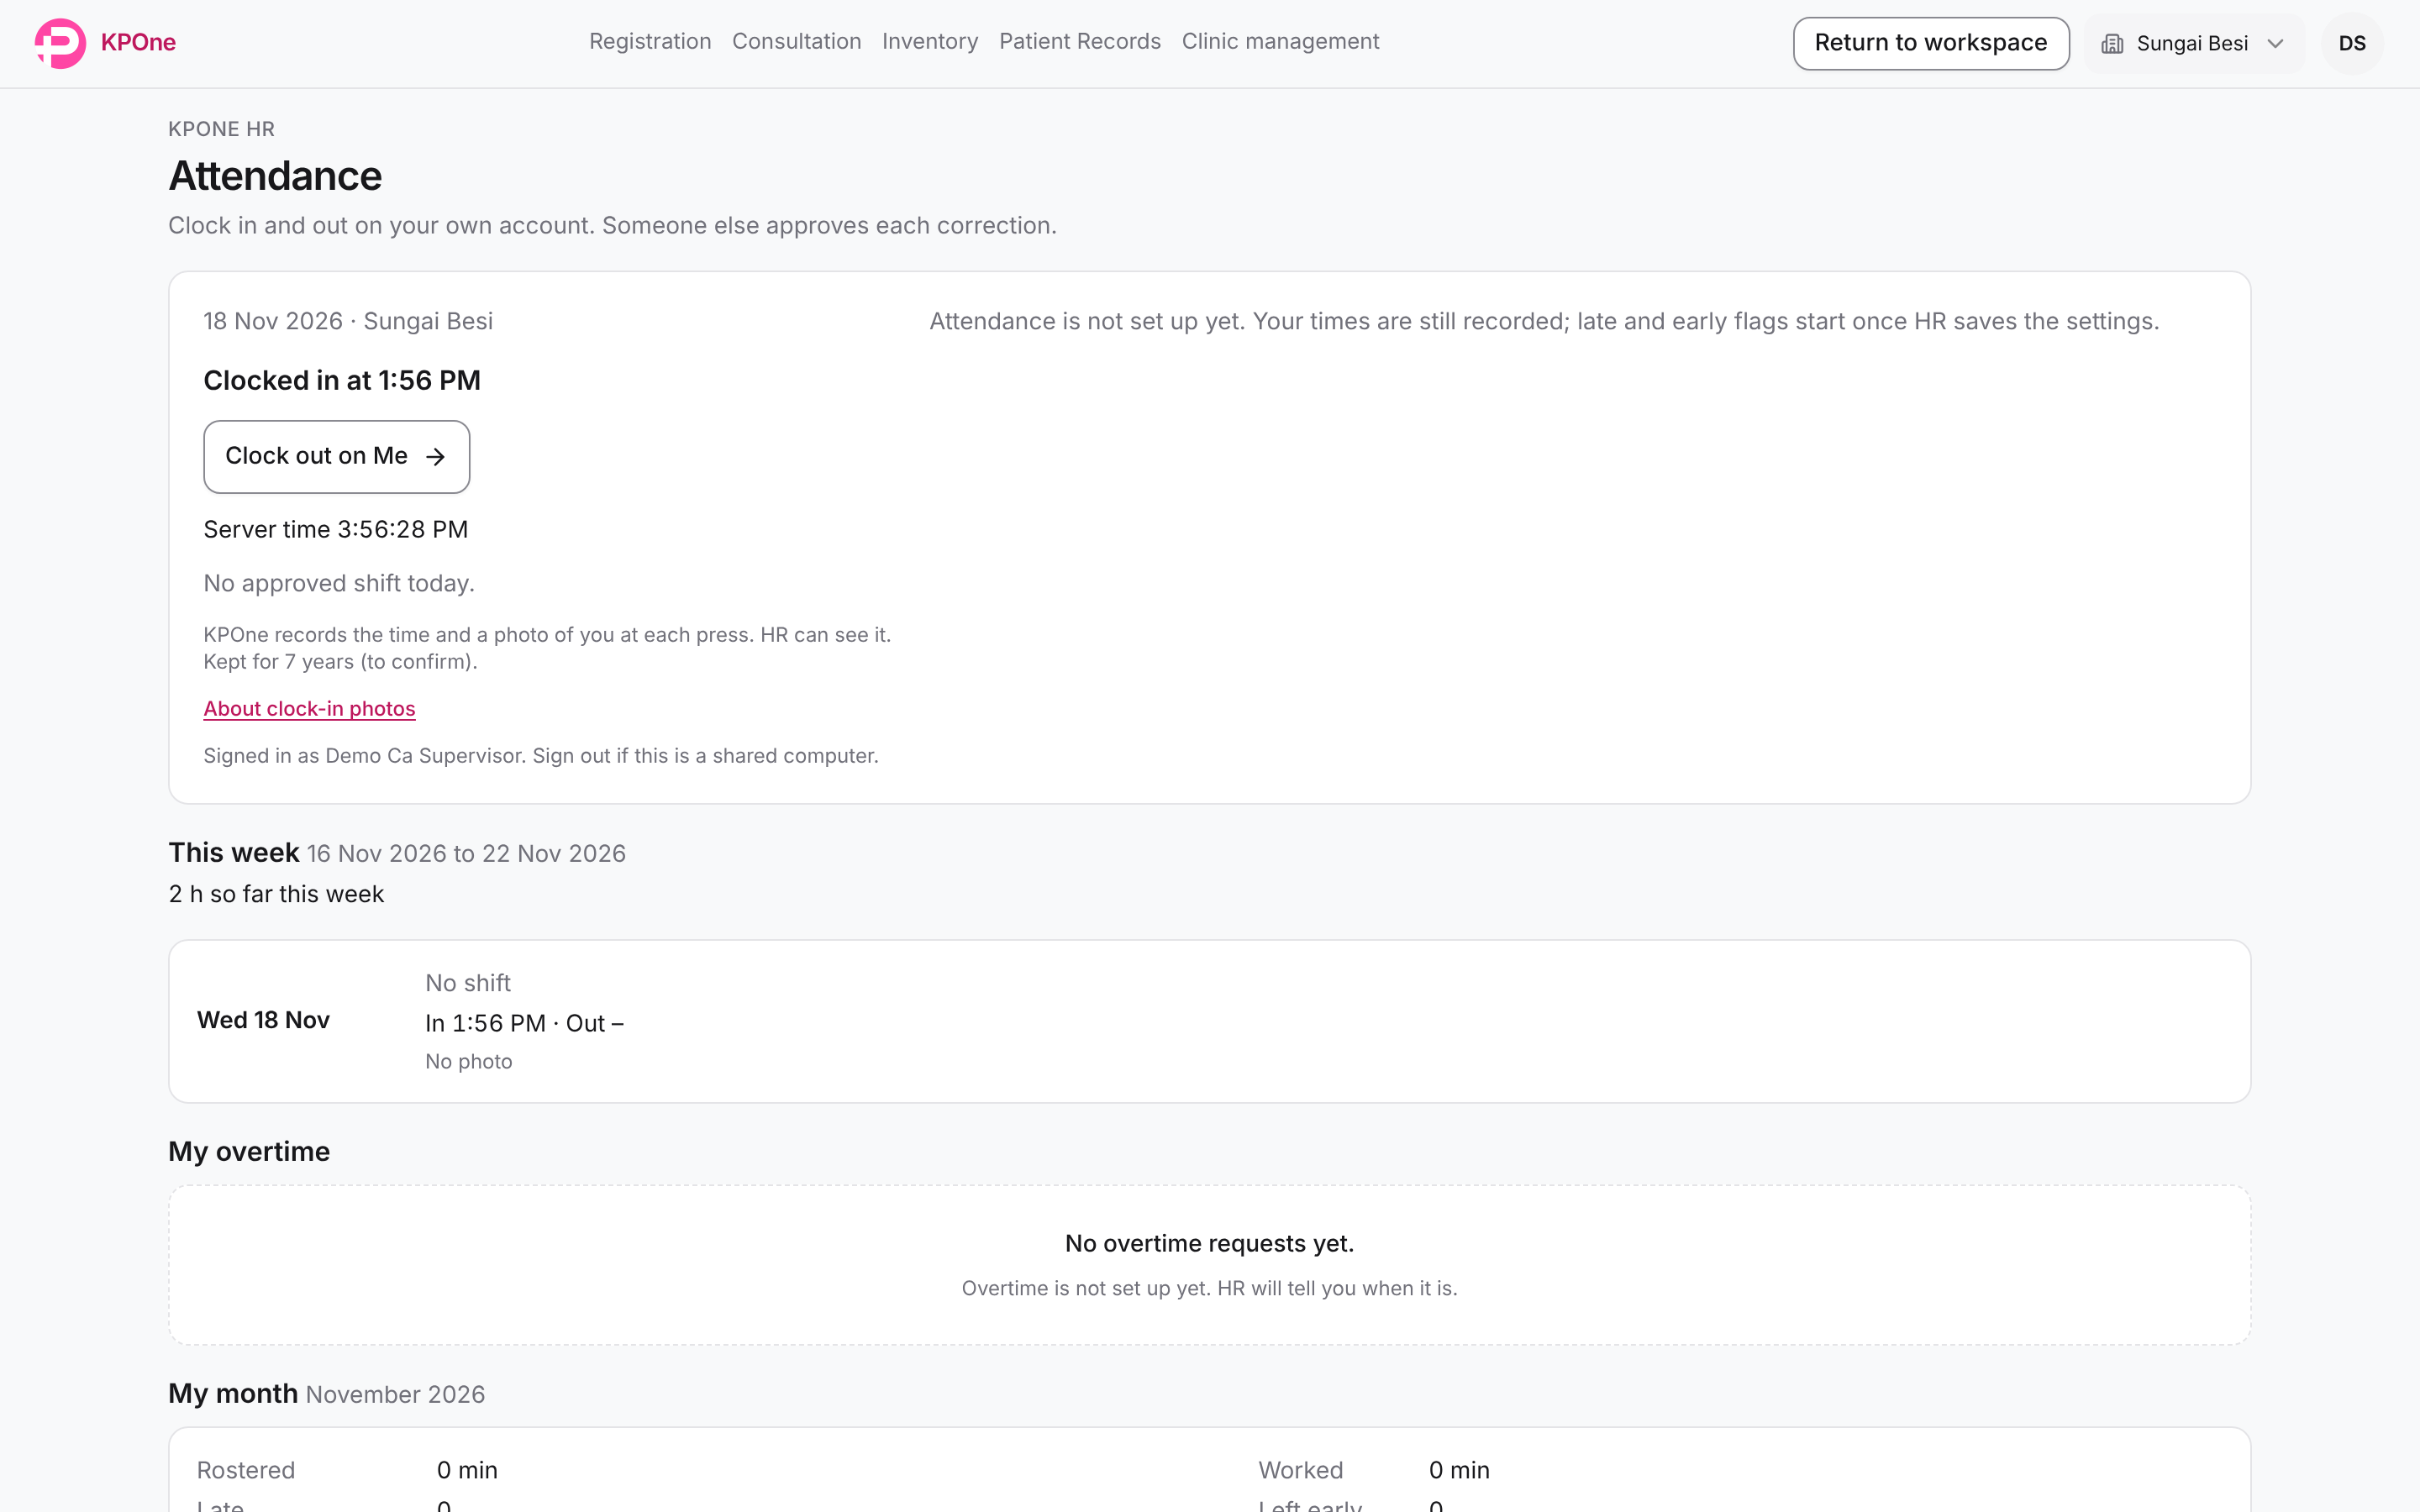 KPOne
Registration
Consultation
Inventory
Patient Records
Clinic management
Return to workspace
Sungai Besi
DS
KPONE HR
Attendance
Clock in and out on your own account. Someone else approves each correction.
18 Nov 2026 · Sungai Besi
Attendance is not set up yet. Your times are still recorded; late and early flags start once HR saves the settings.
Clocked in at 1:56 PM
Clock out on Me →
Server time 3:56:28 PM
No approved shift today.
KPOne records the time and a photo of you at each press. HR can see it.
Kept for 7 years (to confirm).
About clock-in photos
Signed in as Demo Ca Supervisor. Sign out if this is a shared computer.
This week 16 Nov 2026 to 22 Nov 2026
2 h so far this week
Wed 18 Nov
No shift
In 1:56 PM · Out –
No photo
My overtime
No overtime requests yet.
Overtime is not set up yet. HR will tell you when it is.
My month November 2026
Rostered 0 min
Worked 0 min
Late 0
Left early 0